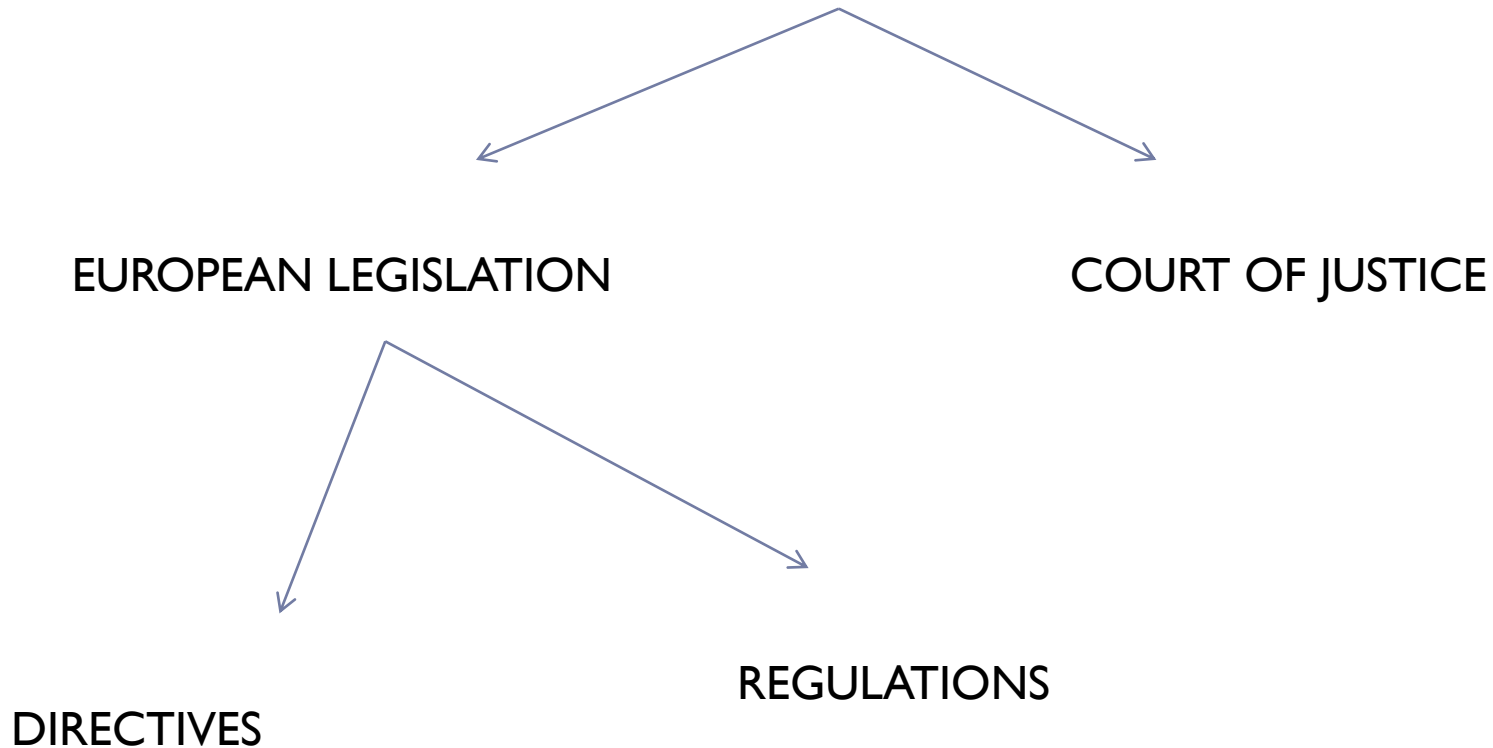 EUROPEAN LEGISLATION
COURT OF JUSTICE
REGULATIONS
DIRECTIVES